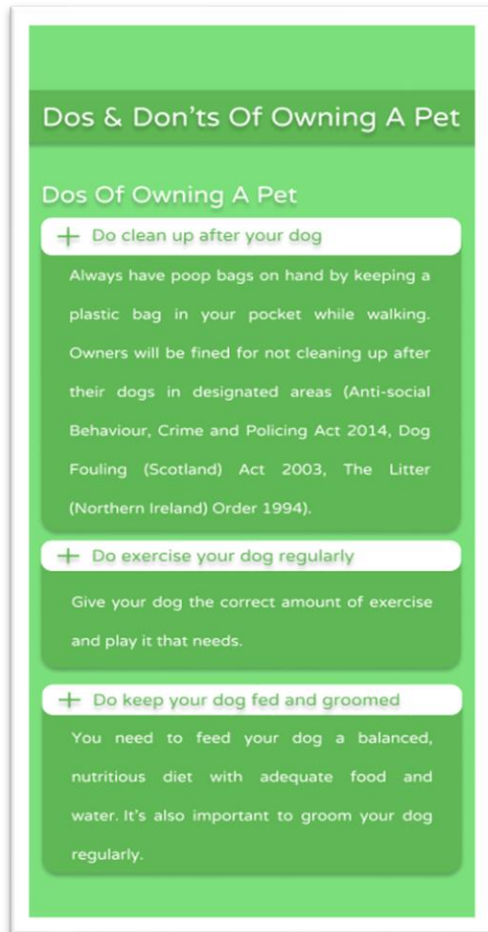 Dos & Don'ts Of Owning A Pet
Dos Of Owning A Pet
+ Do clean up after your dog
Always have poop bags on hand by keeping a
plastic bag in your pocket while walking.
Owners will be fined for not cleaning up after
their dogs in designated areas (Anti-social
Behaviour, Crime and Policing Act 2014, Dog
Fouling (Scotland) Act 2003, The Litter
(Northern Ireland) Order 1994).
+ Do exercise your dog regularly
Give your dog the correct amount of exercise
and play it that needs.
+ Do keep your dog fed and groomed
You need to feed your dog a balanced,
nutritious diet with adequate food and
water. It's also important to groom your dog
regularly.